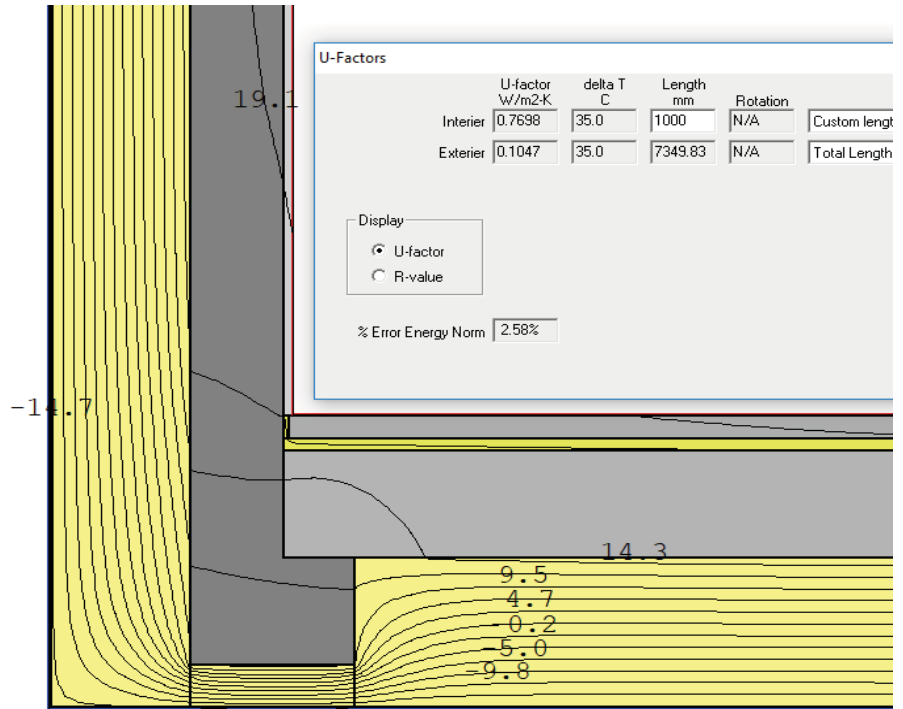 U-Factors
U-factor delta T Length
W/m2-K C mm Rotation
19.1
Interier 0.7698 35.0 1000 N/A Custom lengt
Exterier 0.1047 35.0 7349.83 N/A Total Length
Display
U-factor
R-value
% Error Energy Norm 2.58%
-14.7
14.3
9.5
4.7
-0.2
-5.0
-9.8